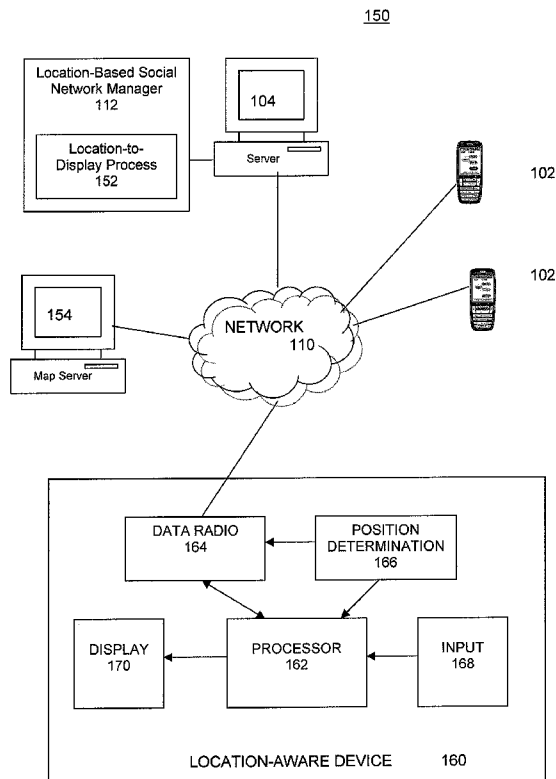 150
Location-Based Social
Network Manager
112
Location-to-
Display Process
152
104
Server
102
102
154
Map Server
NETWORK
110
DATA RADIO
164
POSITION
DETERMINATION
166
DISPLAY
170
PROCESSOR
162
INPUT
168
LOCATION-AWARE DEVICE 160